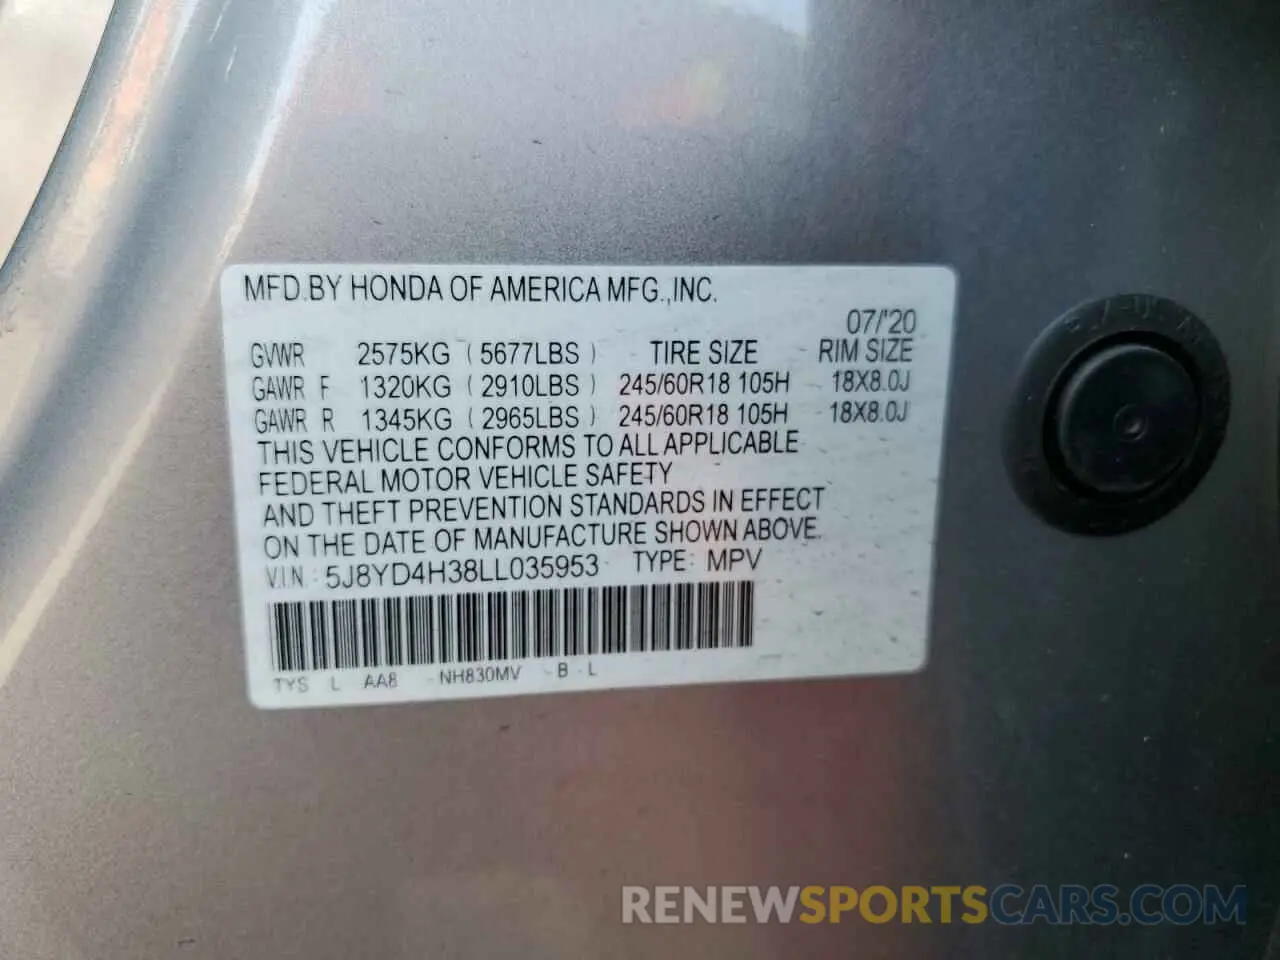 MFD.BY HONDA OF AMERICA MFG.,INC.
07/'20
GVWR 2575KG (5677LBS) TIRE SIZE RIM SIZE
GAWR F 1320KG (2910LBS) 245/60R18 105H 18X8.0J
GAWR R 1345KG (2965LBS) 245/60R18 105H 18X8.0J
THIS VEHICLE CONFORMS TO ALL APPLICABLE
FEDERAL MOTOR VEHICLE SAFETY
AND THEFT PREVENTION STANDARDS IN EFFECT
ON THE DATE OF MANUFACTURE SHOWN ABOVE.
V.I.N : 5J8YD4H38LL035953 TYPE: MPV
TYS L AA8 NH830MV - B - L
RENEWSPORTSCARS.COM